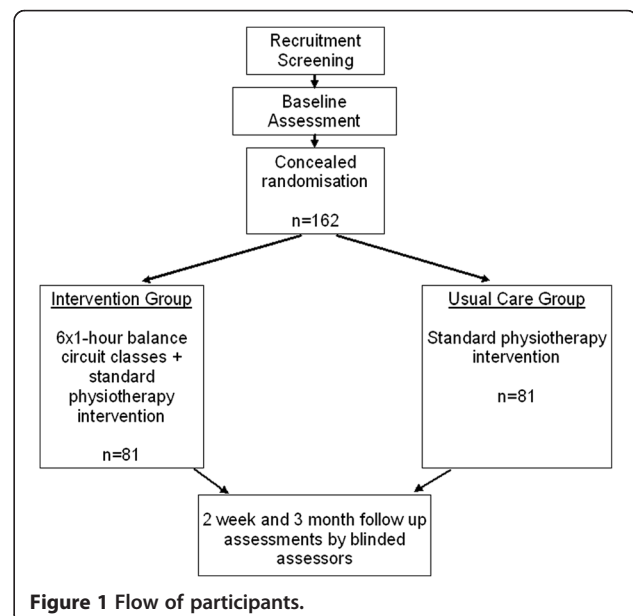 Recruitment
Screening
Baseline
Assessment
Concealed
randomisation
n=162
Intervention Group
6x1-hour balance
circuit classes +
standard
physiotherapy
intervention
n=81
Usual Care Group
Standard physiotherapy
intervention
n=81
2 week and 3 month follow up
assessments by blinded
assessors
Figure 1 Flow of participants.